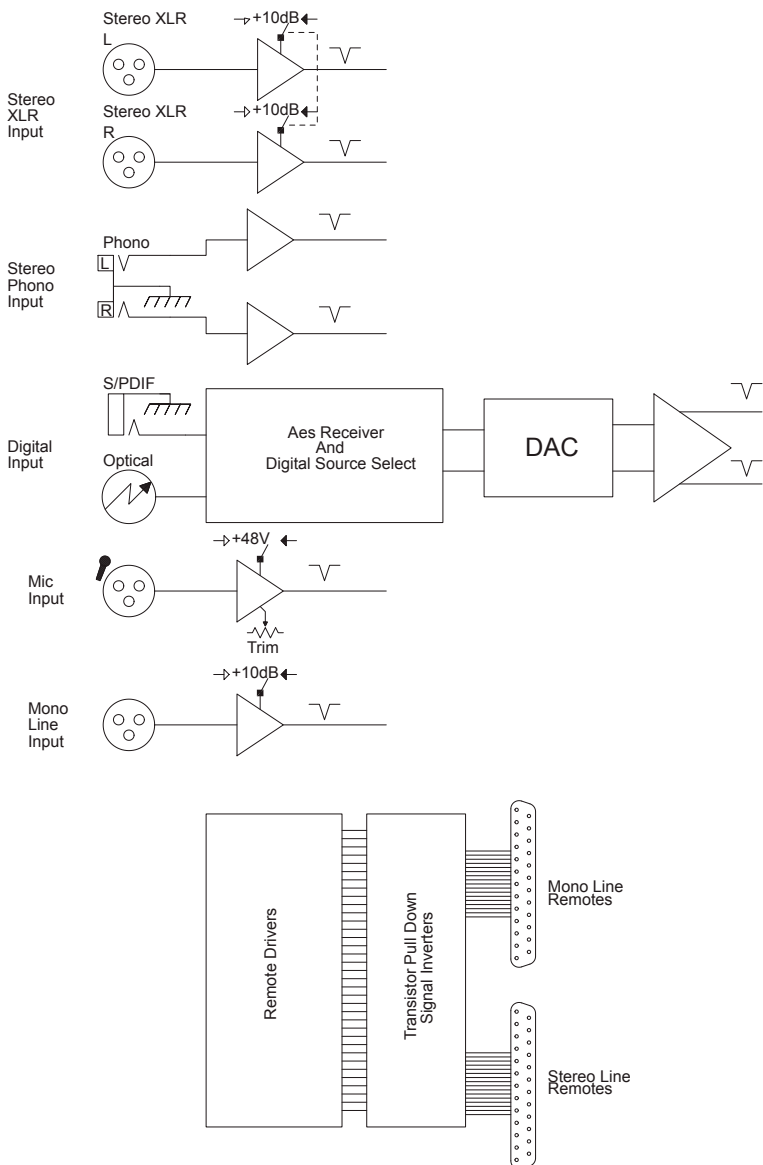 Stereo XLR
L
+10dB
Stereo
XLR
Input
Stereo XLR
R
+10dB
Stereo
Phono
Input
Phono
L
R
Digital
Input
S/PDIF
Optical
Aes Receiver
And
Digital Source Select
DAC
Mic
Input
+48V
Trim
Mono
Line
Input
+10dB
Remote Drivers
Transistor Pull Down
Signal Inverters
Mono Line
Remotes
Stereo Line
Remotes